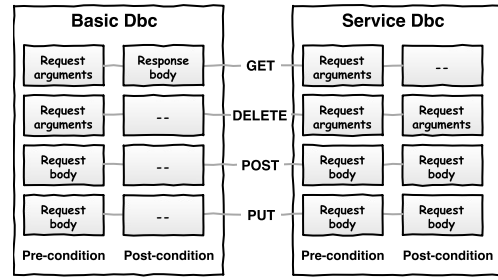 Basic Dbc
Service Dbc
Request arguments
Response body
GET
Request arguments
--
Request arguments
--
DELETE
Request arguments
Request arguments
Request body
--
POST
Request body
Request body
Request body
--
PUT
Request body
Request body
Pre-condition
Post-condition
Pre-condition
Post-condition